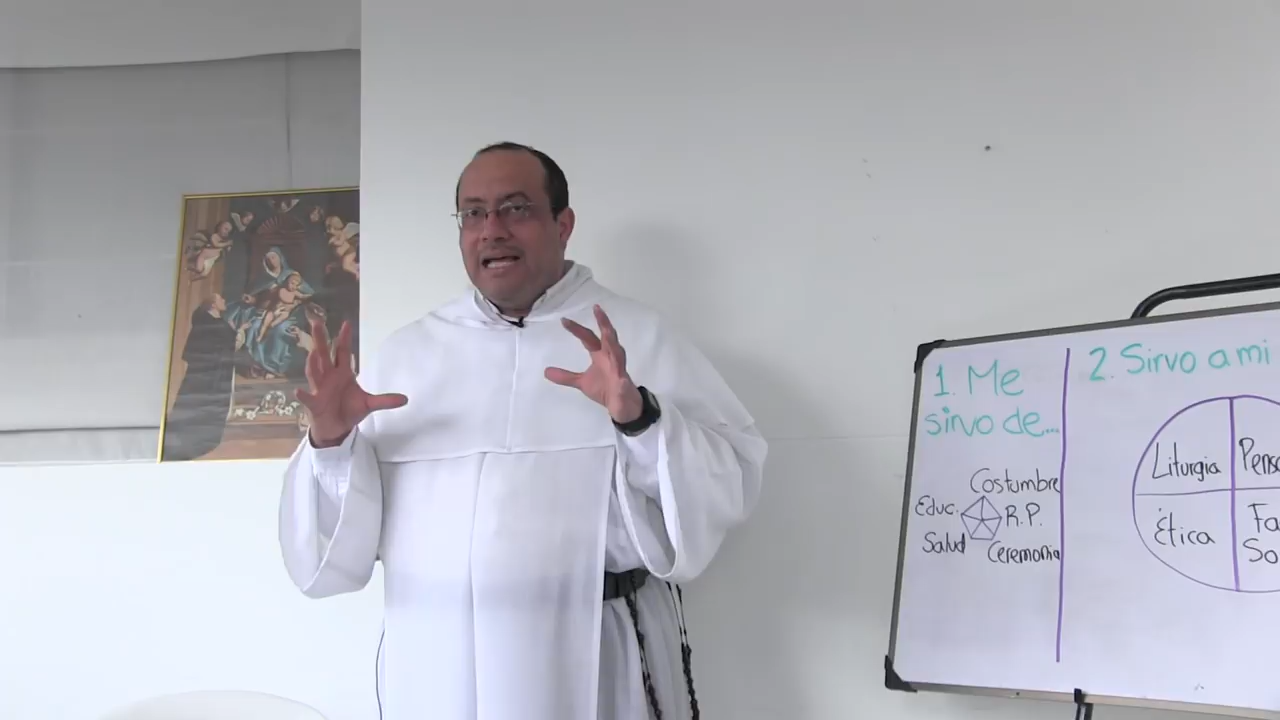 1. Me
sirvo de...
Costumbre
Educ.
R.P.
Salud
Ceremonia
2. Sirvo a mi
Liturgia
Ética